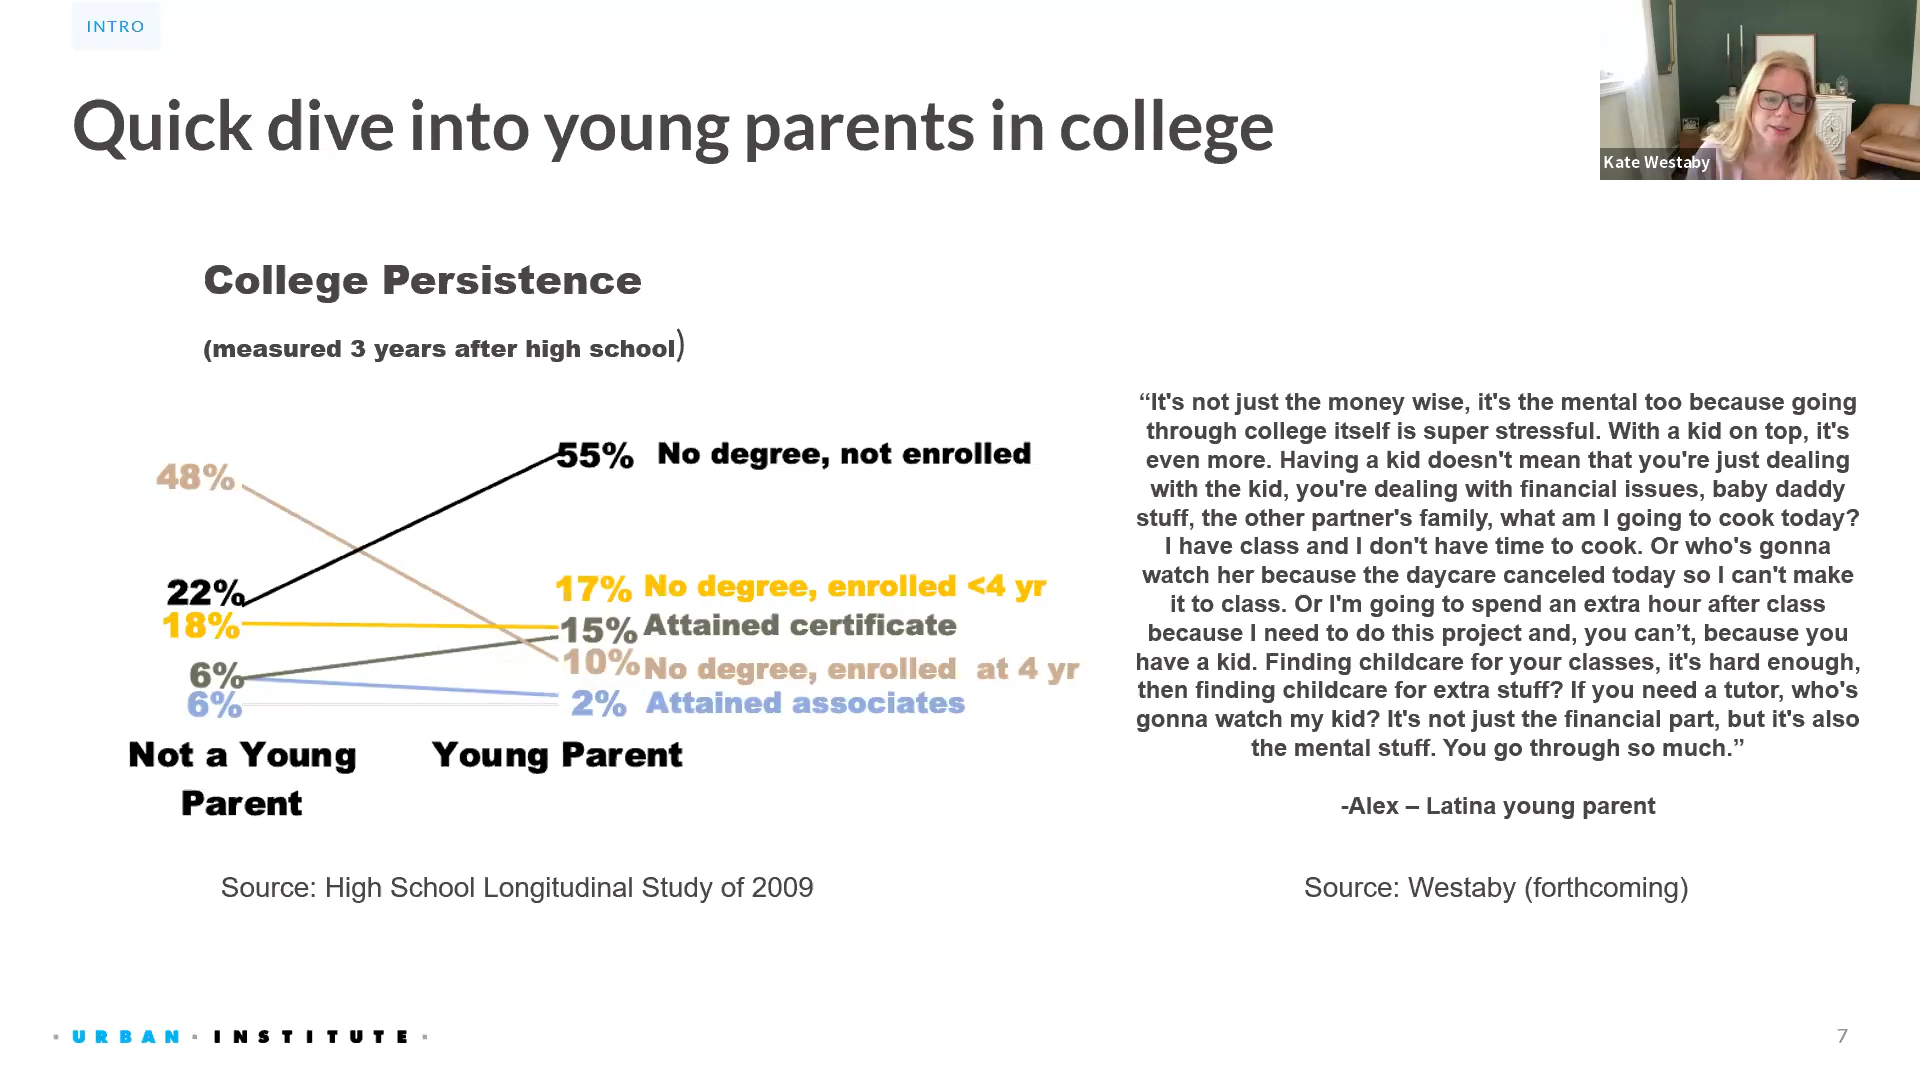 INTRO
Quick dive into young parents in college
Kate Westaby
College Persistence
(measured 3 years after high school)
48%
22%
18%
6%
6%
55% No degree, not enrolled
17% No degree, enrolled <4 yr
15% Attained certificate
10% No degree, enrolled at 4 yr
2% Attained associates
Not a Young
Parent
Young Parent
Source: High School Longitudinal Study of 2009
“It's not just the money wise, it's the mental too because going
through college itself is super stressful. With a kid on top, it's
even more. Having a kid doesn't mean that you're just dealing
with the kid, you're dealing with financial issues, baby daddy
stuff, the other partner's family, what am I going to cook today?
I have class and I don't have time to cook. Or who's gonna
watch her because the daycare canceled today so I can't make
it to class. Or I'm going to spend an extra hour after class
because I need to do this project and, you can’t, because you
have a kid. Finding childcare for your classes, it's hard enough,
then finding childcare for extra stuff? If you need a tutor, who's
gonna watch my kid? It's not just the financial part, but it's also
the mental stuff. You go through so much.”
-Alex – Latina young parent
Source: Westaby (forthcoming)
· URBAN · INSTITUTE ·
7